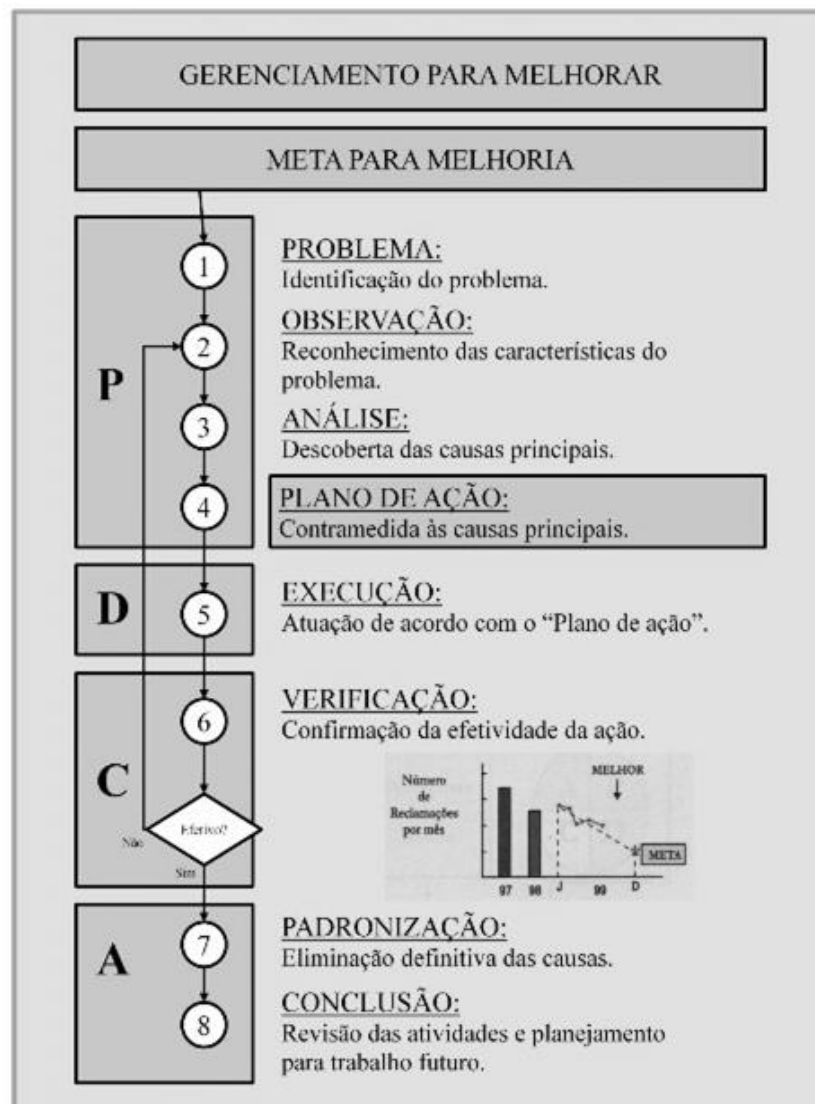 GERENCIAMENTO PARA MELHORAR
META PARA MELHORIA
P
1
PROBLEMA:
Identificação do problema.
2
OBSERVAÇÃO:
Reconhecimento das características do
problema.
3
ANÁLISE:
Descoberta das causas principais.
4
PLANO DE AÇÃO:
Contramedida às causas principais.
D
5
EXECUÇÃO:
Atuação de acordo com o “Plano de ação”.
C
6
VERIFICAÇÃO:
Confirmação da efetividade da ação.
Número
de
Reclamações
por mês
MELHOR
META
97 98 J 99 D
Efetivo?
Não
Sim
A
7
PADRONIZAÇÃO:
Eliminação definitiva das causas.
8
CONCLUSÃO:
Revisão das atividades e planejamento
para trabalho futuro.